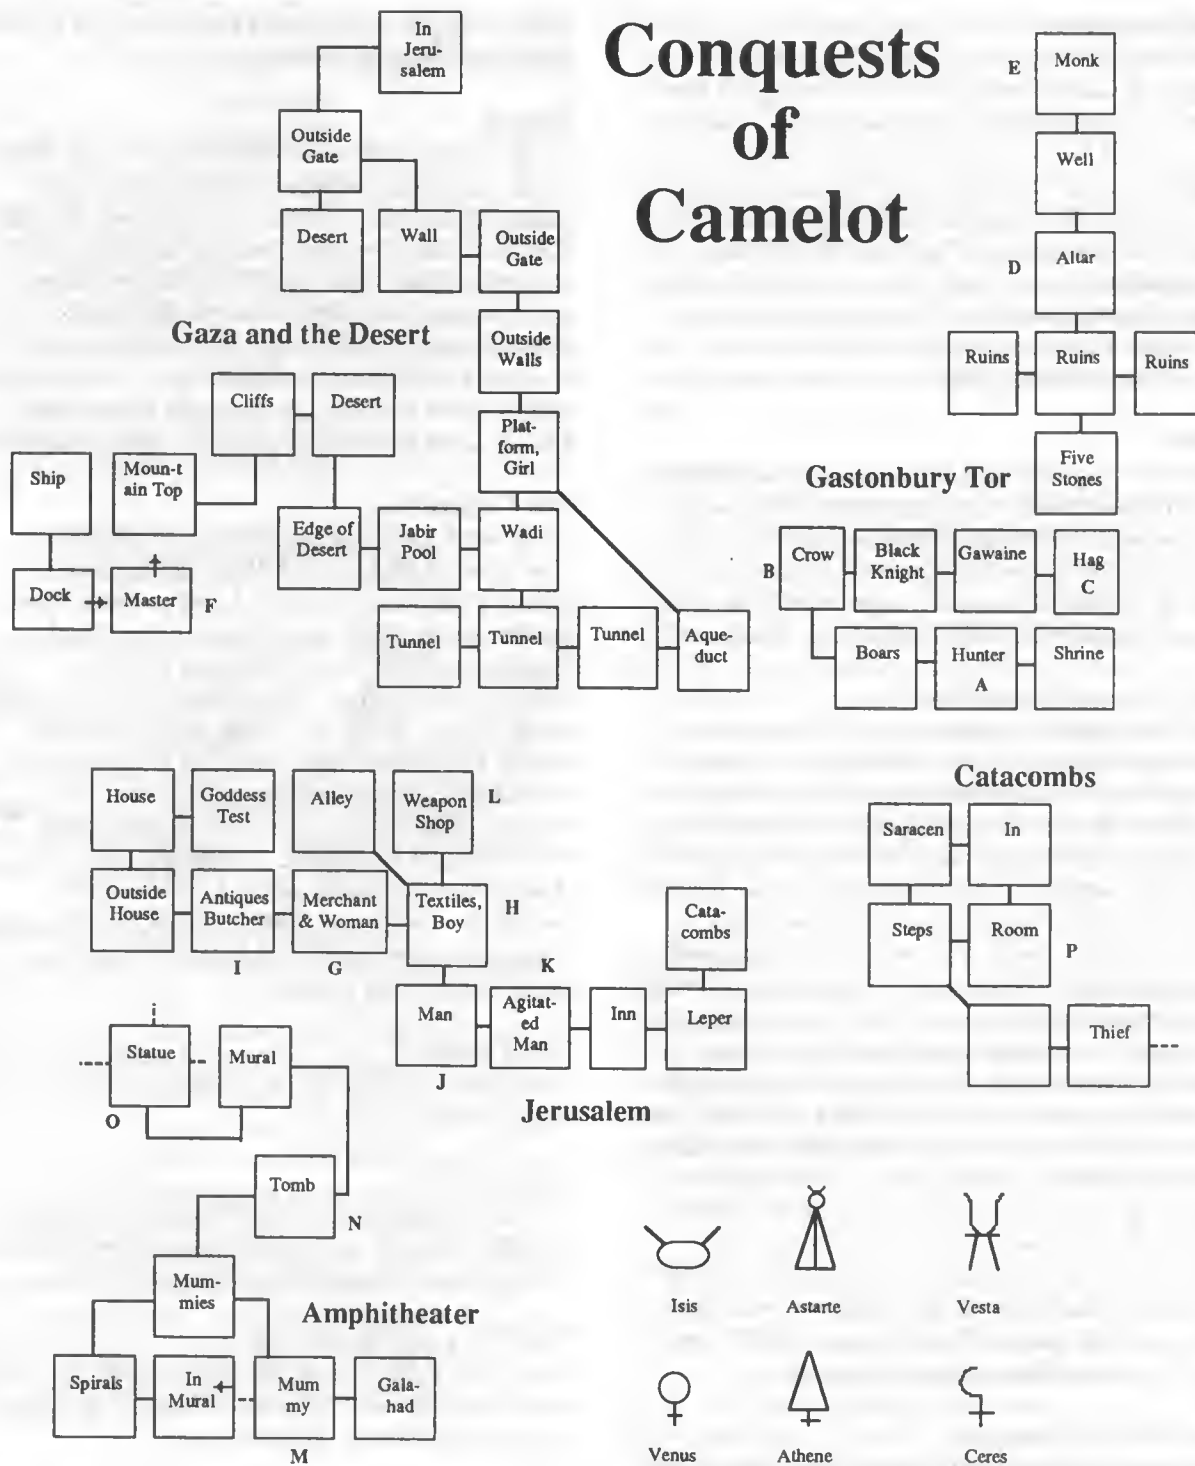 Conquests
of
Camelot
In
Jeru-
salem
Outside
Gate
Desert
Wall
Outside
Gate
Gaza and the Desert
Outside
Walls
Cliffs
Desert
Plat-
form,
Girl
Ship
Moun-t
ain Top
Edge of
Desert
Jabir
Pool
Wadi
Dock
Master
F
Tunnel
Tunnel
Tunnel
Aque-
duct
E
Monk
Well
D
Altar
Ruins
Ruins
Ruins
Five
Stones
Gastonbury Tor
B
Crow
Black
Knight
Gawaine
Hag
C
Boars
Hunter
A
Shrine
House
Goddess
Test
Alley
Weapon
Shop
L
Outside
House
Antiques
Butcher
Merchant
& Woman
Textiles,
Boy
H
I
G
K
Cata-
combs
Man
Agitat-
ed
Man
Inn
Leper
J
Jerusalem
Catacombs
Saracen
In
Steps
Room
P
Thief
Statue
Mural
O
Tomb
N
Mum-
mies
Amphitheater
Spirals
In
Mural
Mum
my
Gala-
had
M
Isis
Astarte
Vesta
Venus
Athene
Ceres